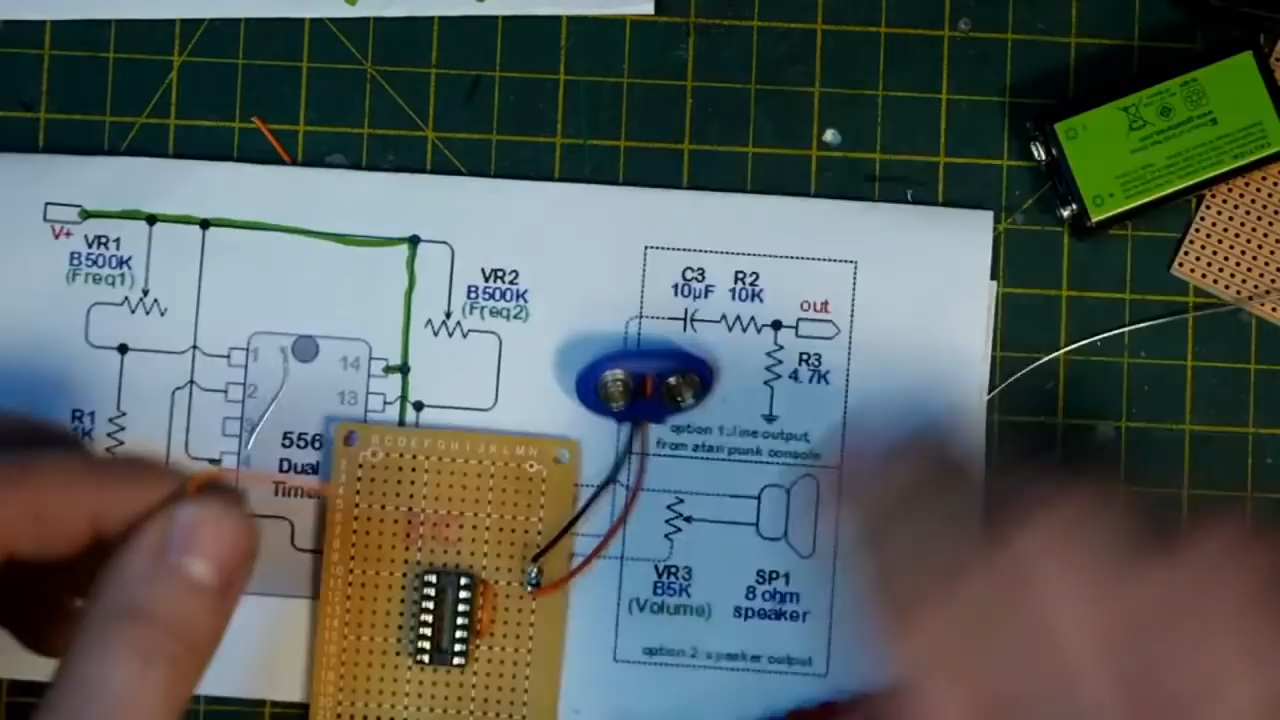 V+
VR1
B500K
(Freq1)
VR2
B500K
(Freq2)
C3
10µF
R2
10K
out
R3
4.7K
1
14
2
13
R1
1K
556
Dual
Timer
option 1: line output
from atari punk console
VR3
B5K
(Volume)
SP1
8 ohm
speaker
option 2: speaker output